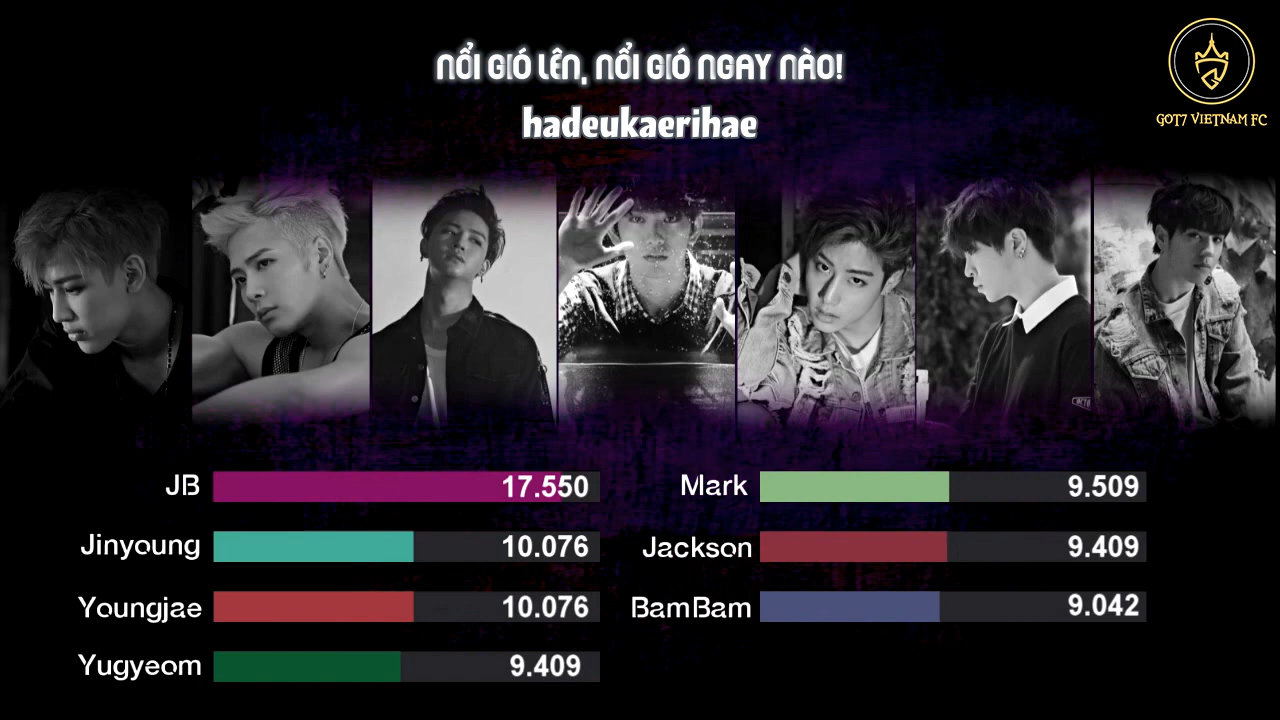 NỔI GIÓ LÊN, NỔI GIÓ NGAY NÀO!
hadeukaerihae
GOT7 VIETNAM FC
JB 17.550
Mark 9.509
Jinyoung 10.076
Jackson 9.409
Youngjae 10.076
BamBam 9.042
Yugyeom 9.409